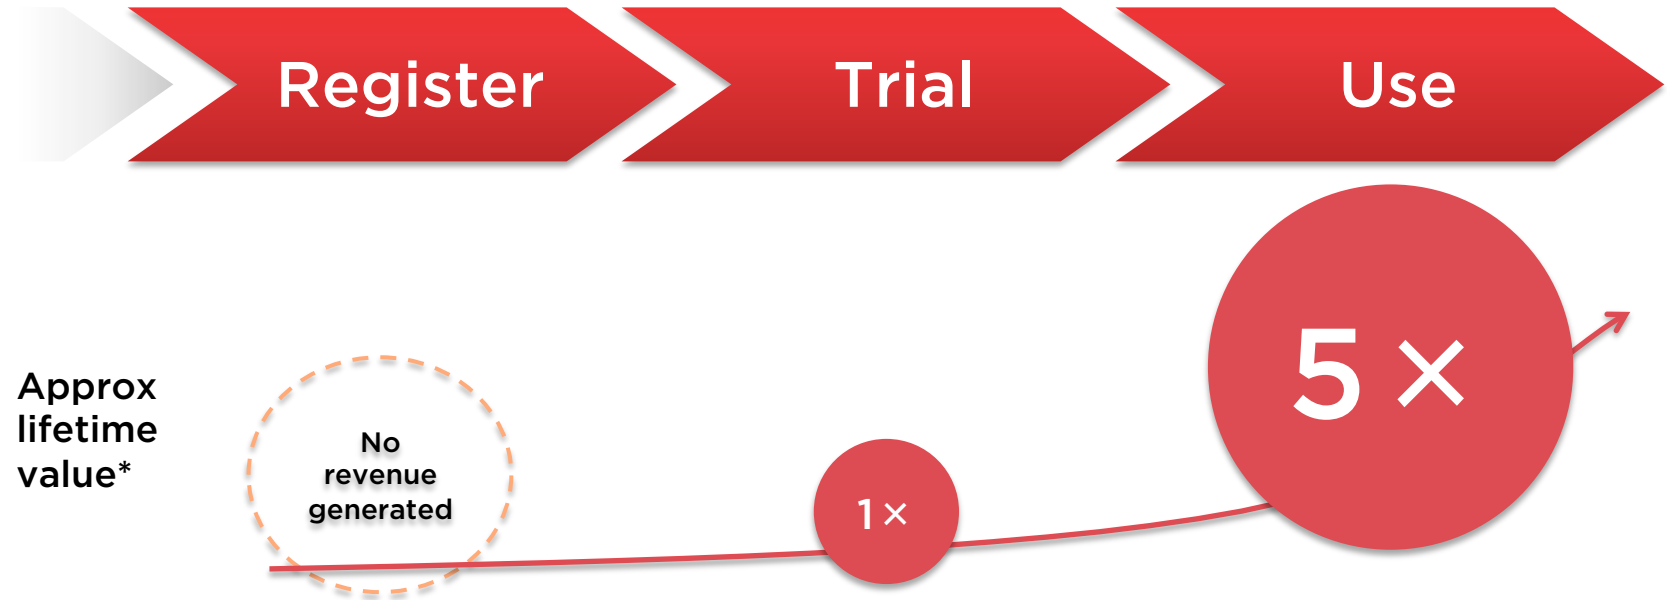 Register
Trial
Use
Approx
lifetime
value*
No
revenue
generated
1×
5×